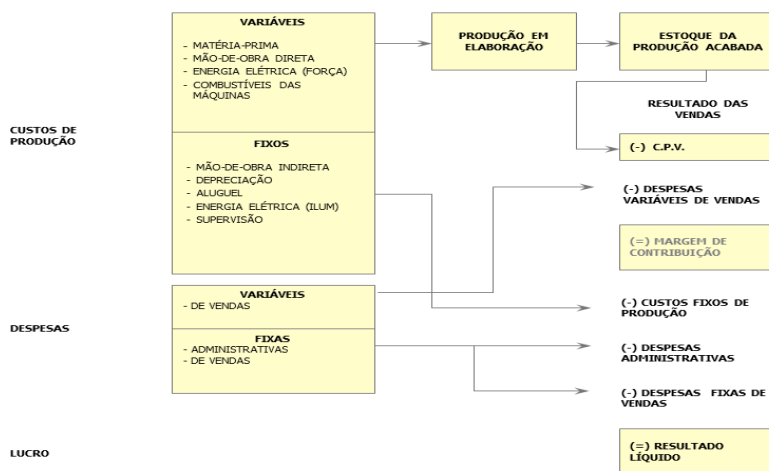 VARIÁVEIS
- MATÉRIA-PRIMA
- MÃO-DE-OBRA DIRETA
- ENERGIA ELÉTRICA (FORÇA)
- COMBUSTÍVEIS DAS
MÁQUINAS
PRODUÇÃO EM
ELABORAÇÃO
ESTOQUE DA
PRODUÇÃO ACABADA
RESULTADO DAS
VENDAS
CUSTOS DE
PRODUÇÃO
FIXOS
- MÃO-DE-OBRA INDIRETA
- DEPRECIAÇÃO
- ALUGUEL
- ENERGIA ELÉTRICA (ILUM)
- SUPERVISÃO
(-) C.P.V.
(-) DESPESAS
VARIÁVEIS DE VENDAS
(=) MARGEM DE
CONTRIBUIÇÃO
VARIÁVEIS
- DE VENDAS
(-) CUSTOS FIXOS DE
PRODUÇÃO
DESPESAS
FIXAS
- ADMINISTRATIVAS
- DE VENDAS
(-) DESPESAS
ADMINISTRATIVAS
(-) DESPESAS FIXAS DE
VENDAS
LUCRO
(=) RESULTADO
LÍQUIDO